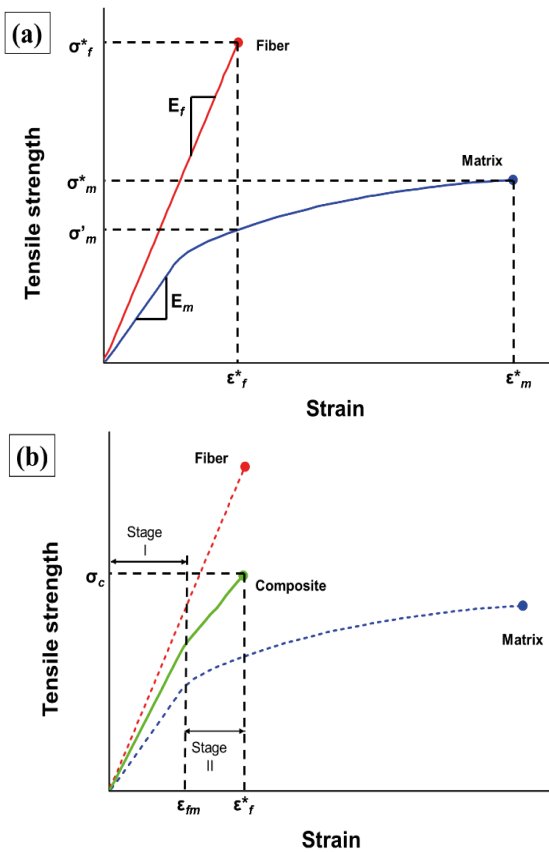 (a)
σ*f
Fiber
Ef
Matrix
σ*m
σ'm
Em
Tensile strength
ε*f
ε*m
Strain
(b)
Fiber
Stage
I
σc
Composite
Matrix
Tensile strength
Stage
II
εfm
ε*f
Strain